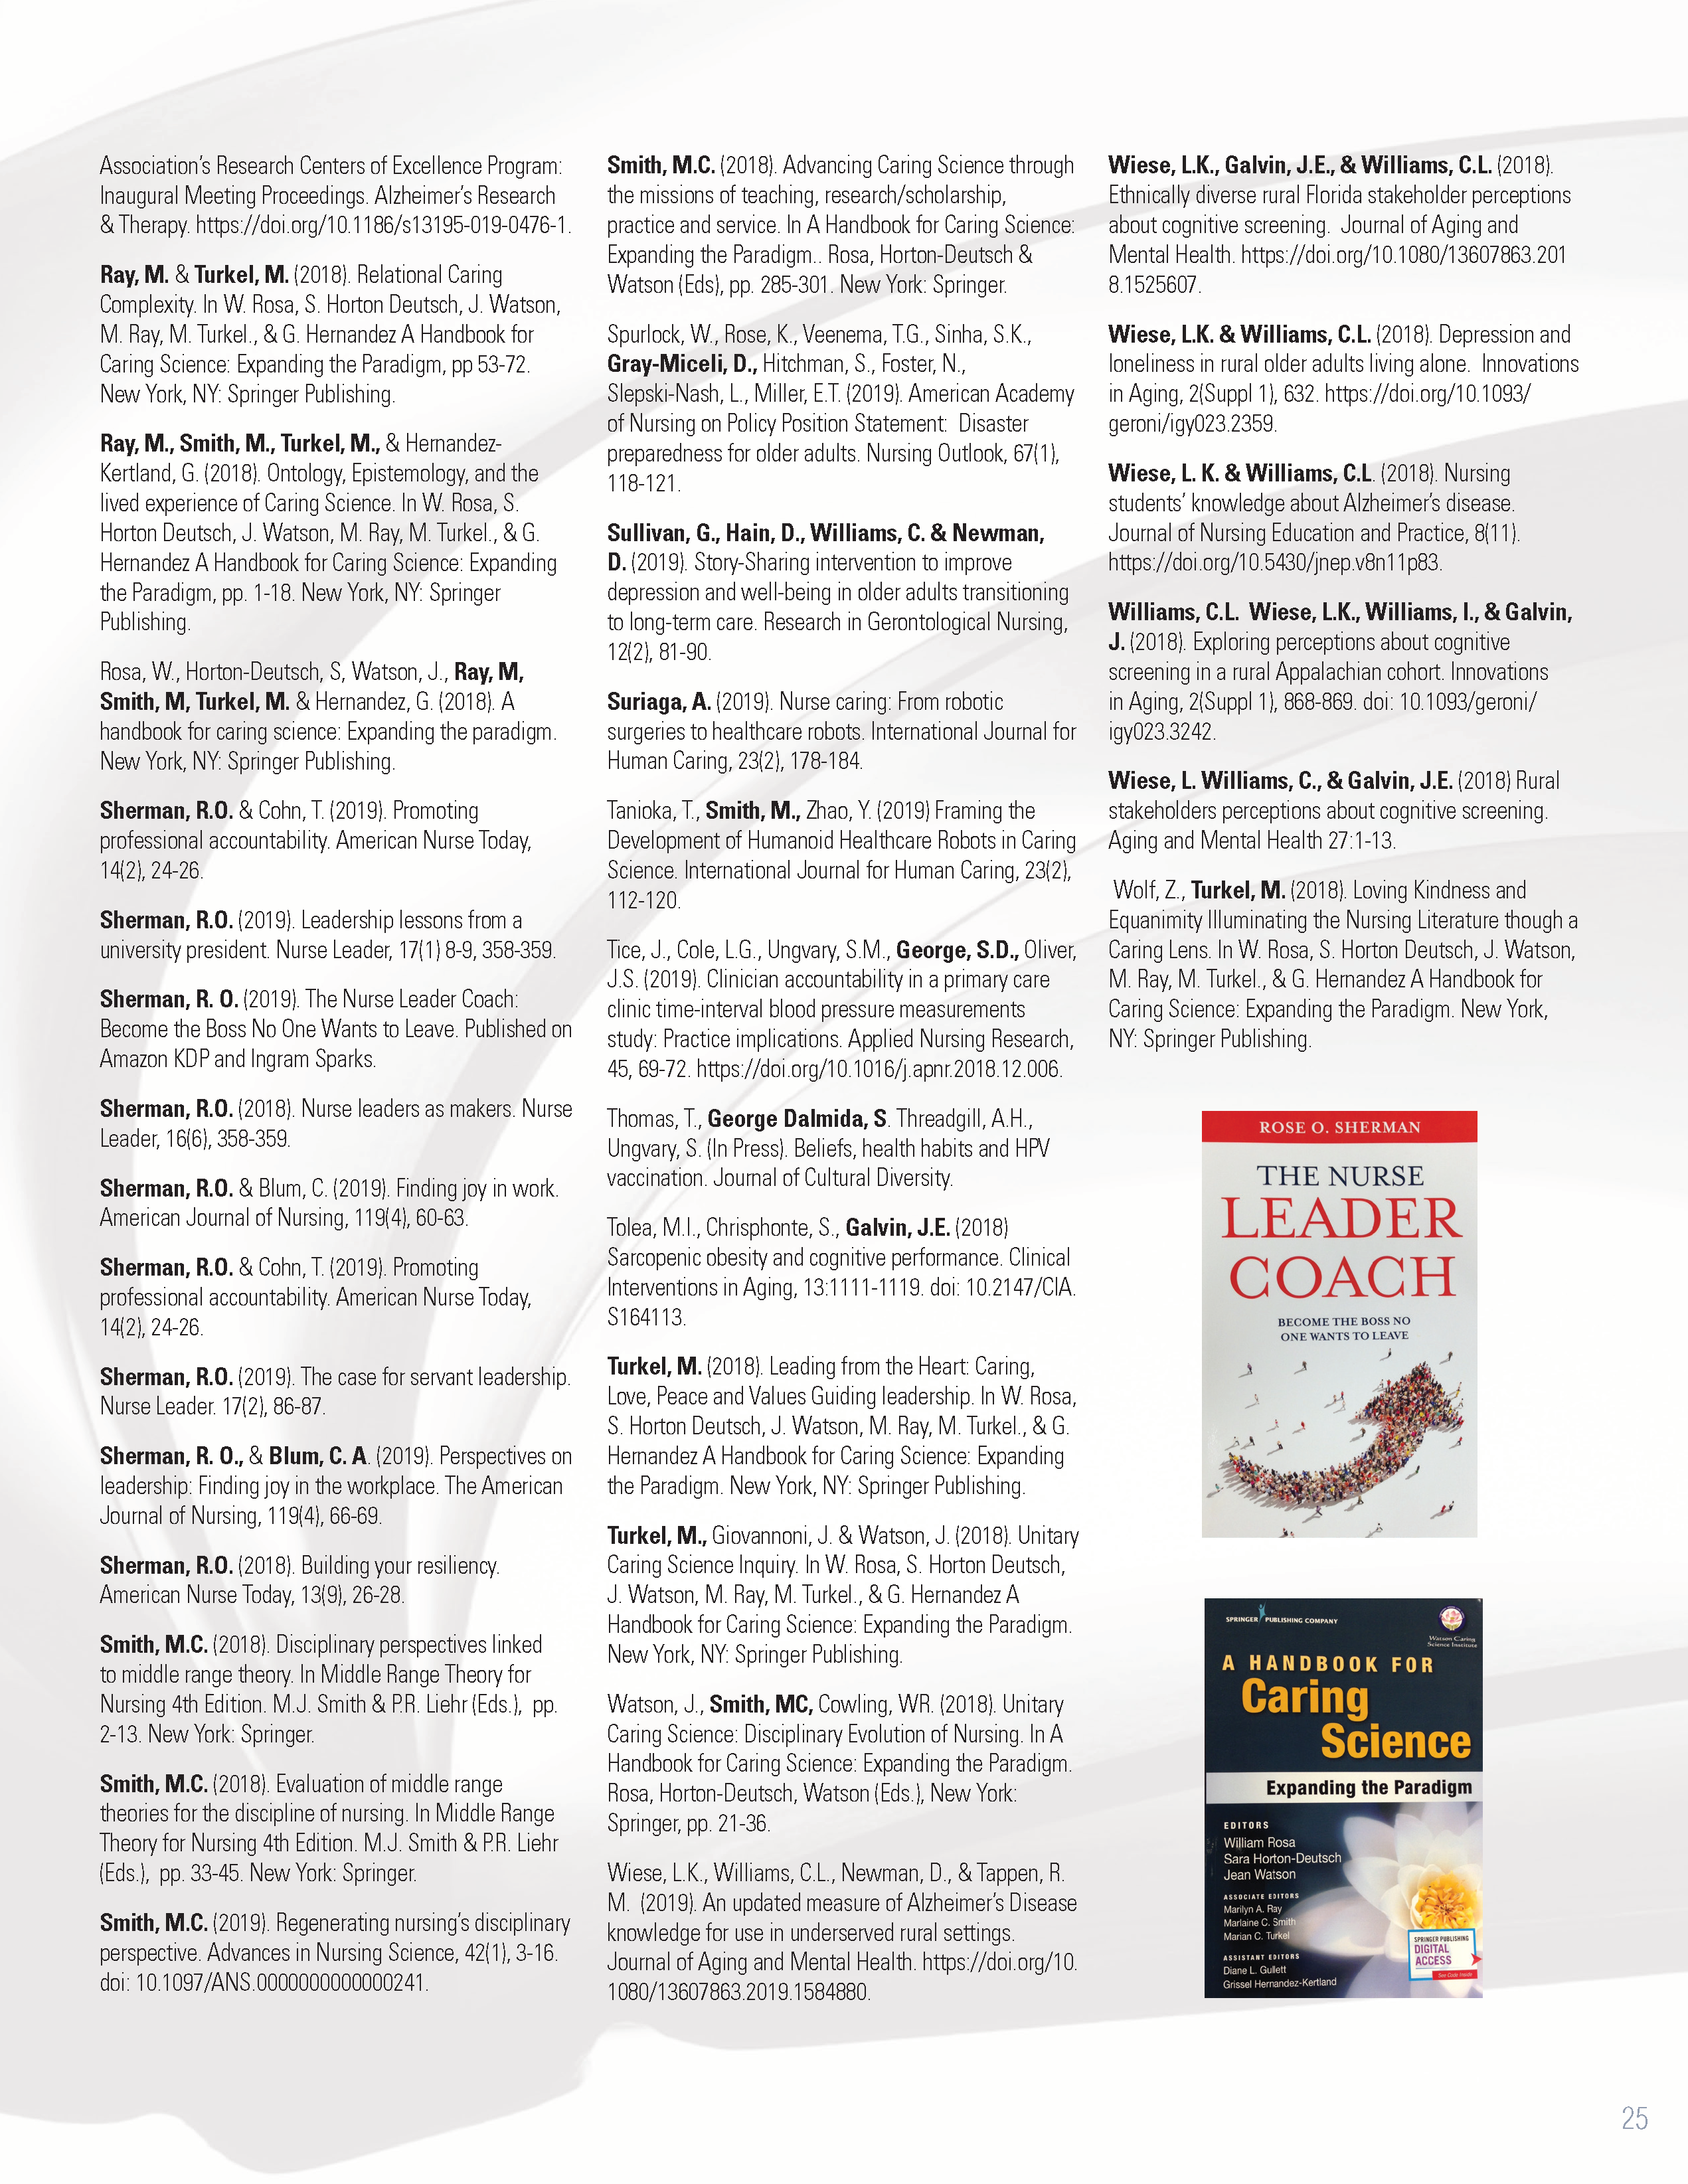 Association's Research Centers of Excellence Program:
Inaugural Meeting Proceedings. Alzheimer's Research
& Therapy. https://doi.org/10.1186/s13195-019-0476-1.
Ray, M. & Turkel, M. (2018). Relational Caring
Complexity. In W. Rosa, S. Horton Deutsch, J. Watson,
M. Ray, M. Turkel., & G. Hernandez A Handbook for
Caring Science: Expanding the Paradigm, pp 53-72.
New York, NY: Springer Publishing.
Ray, M., Smith, M., Turkel, M., & Hernandez-
Kertland, G. (2018). Ontology, Epistemology, and the
lived experience of Caring Science. In W. Rosa, S.
Horton Deutsch, J. Watson, M. Ray, M. Turkel., & G.
Hernandez A Handbook for Caring Science: Expanding
the Paradigm, pp. 1-18. New York, NY: Springer
Publishing.
Rosa, W., Horton-Deutsch, S, Watson, J., Ray, M,
Smith, M, Turkel, M. & Hernandez, G. (2018). A
handbook for caring science: Expanding the paradigm.
New York, NY: Springer Publishing.
Sherman, R.O. & Cohn, T. (2019). Promoting
professional accountability. American Nurse Today,
14(2), 24-26.
Sherman, R.O. (2019). Leadership lessons from a
university president. Nurse Leader, 17(1) 8-9, 358-359.
Sherman, R. O. (2019). The Nurse Leader Coach:
Become the Boss No One Wants to Leave. Published on
Amazon KDP and Ingram Sparks.
Sherman, R.O. (2018). Nurse leaders as makers. Nurse
Leader, 16(6), 358-359.
Sherman, R.O. & Blum, C. (2019). Finding joy in work.
American Journal of Nursing, 119(4), 60-63.
Sherman, R.O. & Cohn, T. (2019). Promoting
professional accountability. American Nurse Today,
14(2), 24-26.
Sherman, R.O. (2019). The case for servant leadership.
Nurse Leader. 17(2), 86-87.
Sherman, R. O., & Blum, C. A. (2019). Perspectives on
leadership: Finding joy in the workplace. The American
Journal of Nursing, 119(4), 66-69.
Sherman, R.O. (2018). Building your resiliency.
American Nurse Today, 13(9), 26-28.
Smith, M.C. (2018). Disciplinary perspectives linked
to middle range theory. In Middle Range Theory for
Nursing 4th Edition. M.J. Smith & P.R. Liehr (Eds.),  pp.
2-13. New York: Springer.
Smith, M.C. (2018). Evaluation of middle range
theories for the discipline of nursing. In Middle Range
Theory for Nursing 4th Edition. M.J. Smith & P.R. Liehr
(Eds.),  pp. 33-45. New York: Springer.
Smith, M.C. (2019). Regenerating nursing's disciplinary
perspective. Advances in Nursing Science, 42(1), 3-16.
doi: 10.1097/ANS.0000000000000241.
Smith, M.C. (2018). Advancing Caring Science through
the missions of teaching, research/scholarship,
practice and service. In A Handbook for Caring Science:
Expanding the Paradigm.. Rosa, Horton-Deutsch &
Watson (Eds), pp. 285-301. New York: Springer.
Spurlock, W., Rose, K., Veenema, T.G., Sinha, S.K.,
Gray-Miceli, D., Hitchman, S., Foster, N.,
Slepski-Nash, L., Miller, E.T. (2019). American Academy
of Nursing on Policy Position Statement:  Disaster
preparedness for older adults. Nursing Outlook, 67(1),
118-121.
Sullivan, G., Hain, D., Williams, C. & Newman,
D. (2019). Story-Sharing intervention to improve
depression and well-being in older adults transitioning
to long-term care. Research in Gerontological Nursing,
12(2), 81-90.
Suriaga, A. (2019). Nurse caring: From robotic
surgeries to healthcare robots. International Journal for
Human Caring, 23(2), 178-184.
Tanioka, T., Smith, M., Zhao, Y. (2019) Framing the
Development of Humanoid Healthcare Robots in Caring
Science. International Journal for Human Caring, 23(2),
112-120.
Tice, J., Cole, L.G., Ungvary, S.M., George, S.D., Oliver,
J.S. (2019). Clinician accountability in a primary care
clinic time-interval blood pressure measurements
study: Practice implications. Applied Nursing Research,
45, 69-72. https://doi.org/10.1016/j.apnr.2018.12.006.
Thomas, T., George Dalmida, S. Threadgill, A.H.,
Ungvary, S. (In Press). Beliefs, health habits and HPV
vaccination. Journal of Cultural Diversity.
Tolea, M.I., Chrisphonte, S., Galvin, J.E. (2018)
Sarcopenic obesity and cognitive performance. Clinical
Interventions in Aging, 13:1111-1119. doi: 10.2147/CIA.
S164113.
Turkel, M. (2018). Leading from the Heart: Caring,
Love, Peace and Values Guiding leadership. In W. Rosa,
S. Horton Deutsch, J. Watson, M. Ray, M. Turkel., & G.
Hernandez A Handbook for Caring Science: Expanding
the Paradigm. New York, NY: Springer Publishing.
Turkel, M., Giovannoni, J. & Watson, J. (2018). Unitary
Caring Science Inquiry. In W. Rosa, S. Horton Deutsch,
J. Watson, M. Ray, M. Turkel., & G. Hernandez A
Handbook for Caring Science: Expanding the Paradigm.
New York, NY: Springer Publishing.
Watson, J., Smith, MC, Cowling, WR. (2018). Unitary
Caring Science: Disciplinary Evolution of Nursing. In A
Handbook for Caring Science: Expanding the Paradigm.
Rosa, Horton-Deutsch, Watson (Eds.), New York:
Springer, pp. 21-36.
Wiese, L.K., Williams, C.L., Newman, D., & Tappen, R.
M.  (2019). An updated measure of Alzheimer's Disease
knowledge for use in underserved rural settings.
Journal of Aging and Mental Health. https://doi.org/10.
1080/13607863.2019.1584880.
Wiese, L.K., Galvin, J.E., & Williams, C.L. (2018).
Ethnically diverse rural Florida stakeholder perceptions
about cognitive screening.  Journal of Aging and
Mental Health. https://doi.org/10.1080/13607863.201
8.1525607.
Wiese, L.K. & Williams, C.L. (2018). Depression and
loneliness in rural older adults living alone.  Innovations
in Aging, 2(Suppl 1), 632. https://doi.org/10.1093/
geroni/igy023.2359.
Wiese, L. K. & Williams, C.L. (2018). Nursing
students' knowledge about Alzheimer's disease.
Journal of Nursing Education and Practice, 8(11).
https://doi.org/10.5430/jnep.v8n11p83.
Williams, C.L.  Wiese, L.K., Williams, I., & Galvin,
J. (2018). Exploring perceptions about cognitive
screening in a rural Appalachian cohort. Innovations
in Aging, 2(Suppl 1), 868-869. doi: 10.1093/geroni/
igy023.3242.
Wiese, L. Williams, C., & Galvin, J.E. (2018) Rural
stakeholders perceptions about cognitive screening.
Aging and Mental Health 27:1-13.
Wolf, Z., Turkel, M. (2018). Loving Kindness and
Equanimity Illuminating the Nursing Literature though a
Caring Lens. In W. Rosa, S. Horton Deutsch, J. Watson,
M. Ray, M. Turkel., & G. Hernandez A Handbook for
Caring Science: Expanding the Paradigm. New York,
NY: Springer Publishing.
ROSE O. SHERMAN
THE NURSE
LEADER
COACH
BECOME THE BOSS NO
ONE WANTS TO LEAVE
SPRINGER PUBLISHING COMPANY
Watson Caring
Science Institute
A HANDBOOK FOR
Caring
Science
Expanding the Paradigm
EDITORS
William Rosa
Sara Horton-Deutsch
Jean Watson
ASSOCIATE EDITORS
Marilyn A. Ray
Marlaine C. Smith
Marian C. Turkel
ASSISTANT EDITORS
Diane L. Gullett
Grissel Hernandez-Kertland
SPRINGER PUBLISHING
DIGITAL
ACCESS
See Code Inside
25